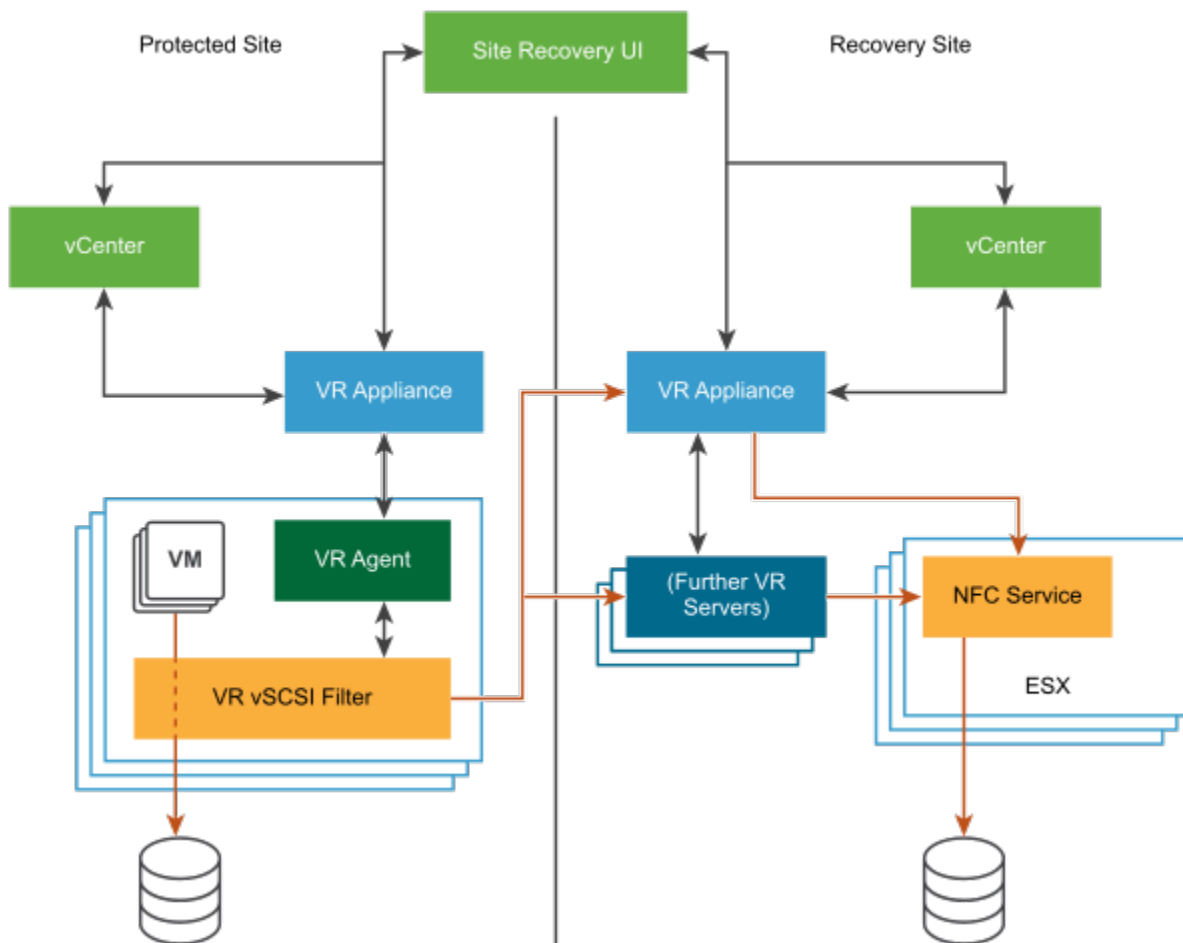 Protected Site
Site Recovery UI
Recovery Site
vCenter
vCenter
VR Appliance
VR Appliance
VM
VR Agent
(Further VR
Servers)
NFC Service
VR vSCSI Filter
ESX